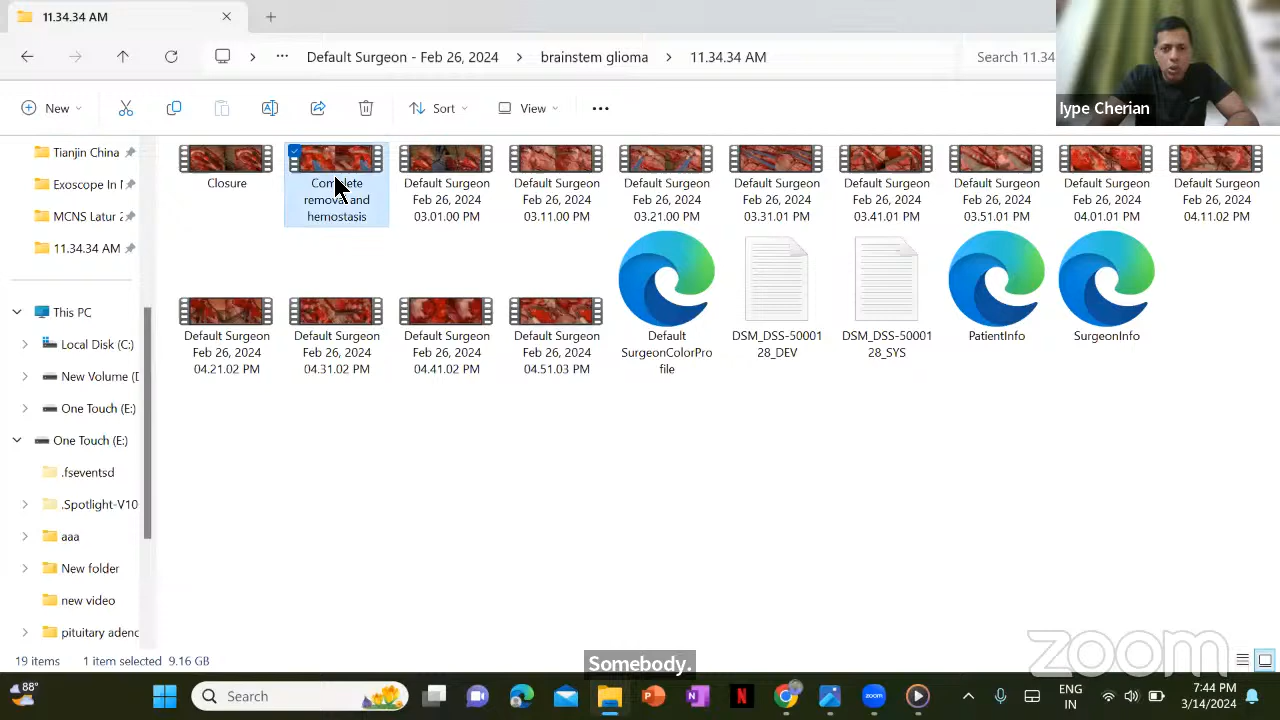 11.34.34 AM
Default Surgeon - Feb 26, 2024
brainstem glioma
11.34.34 AM
Search 11.34
Iype Cherian
New
Sort
View
Tianjin China
Exoscope In
MCNS Latur 2
11.34.34 AM
This PC
Local Disk (C:)
New Volume (D
One Touch (E:)
One Touch (E:)
.fseventsd
.Spotlight-V10
aaa
New folder
new video
pituitary adeno
Closure
Complete
removal and
hemostasis
Default Surgeon
Feb 26, 2024
03.01.00 PM
Default Surgeon
Feb 26, 2024
03.11.00 PM
Default Surgeon
Feb 26, 2024
03.21.00 PM
Default Surgeon
Feb 26, 2024
03.31.01 PM
Default Surgeon
Feb 26, 2024
03.41.01 PM
Default Surgeon
Feb 26, 2024
03.51.01 PM
Default Surgeon
Feb 26, 2024
04.01.01 PM
Default Surgeon
Feb 26, 2024
04.11.02 PM
Default Surgeon
Feb 26, 2024
04.21.02 PM
Default Surgeon
Feb 26, 2024
04.31.02 PM
Default Surgeon
Feb 26, 2024
04.41.02 PM
Default Surgeon
Feb 26, 2024
04.51.03 PM
Default
SurgeonColorPro
file
DSM_DSS-50001
28_DEV
DSM_DSS-50001
28_SYS
PatientInfo
SurgeonInfo
19 items
1 item selected 9.16 GB
Somebody.
zoom
88°
Search
zoom
ENG
IN
7:44 PM
3/14/2024